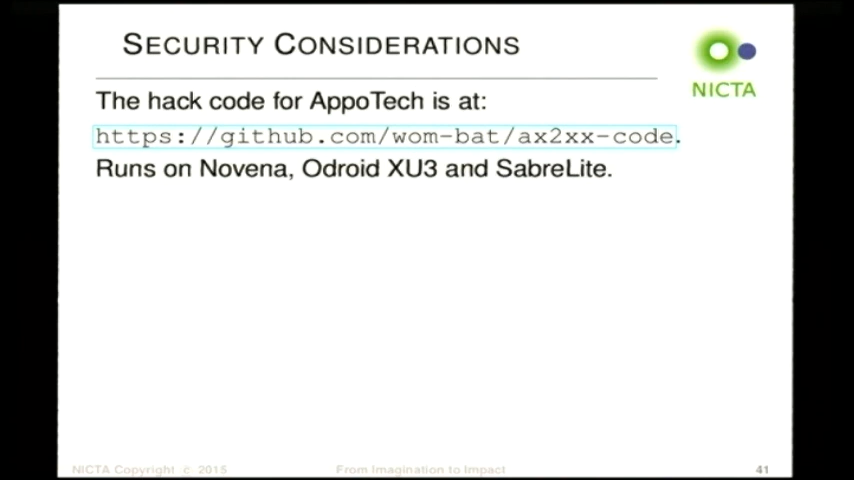 SECURITY CONSIDERATIONS
NICTA
The hack code for AppoTech is at:
https://github.com/wom-bat/ax2xx-code.
Runs on Novena, Odroid XU3 and SabreLite.
NICTA Copyright c 2015 From Imagination to Impact 41